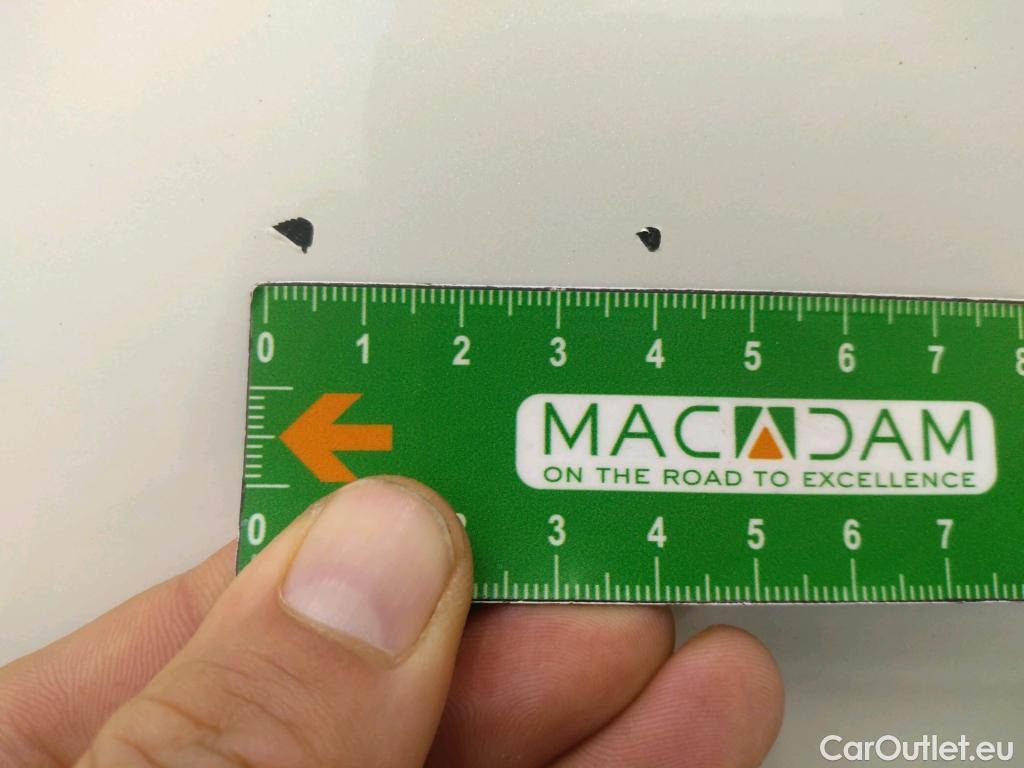 0 1 2 3 4 5 6 7 8
MACADAM
ON THE ROAD TO EXCELLENCE
0 3 4 5 6 7
CarOutlet.eu